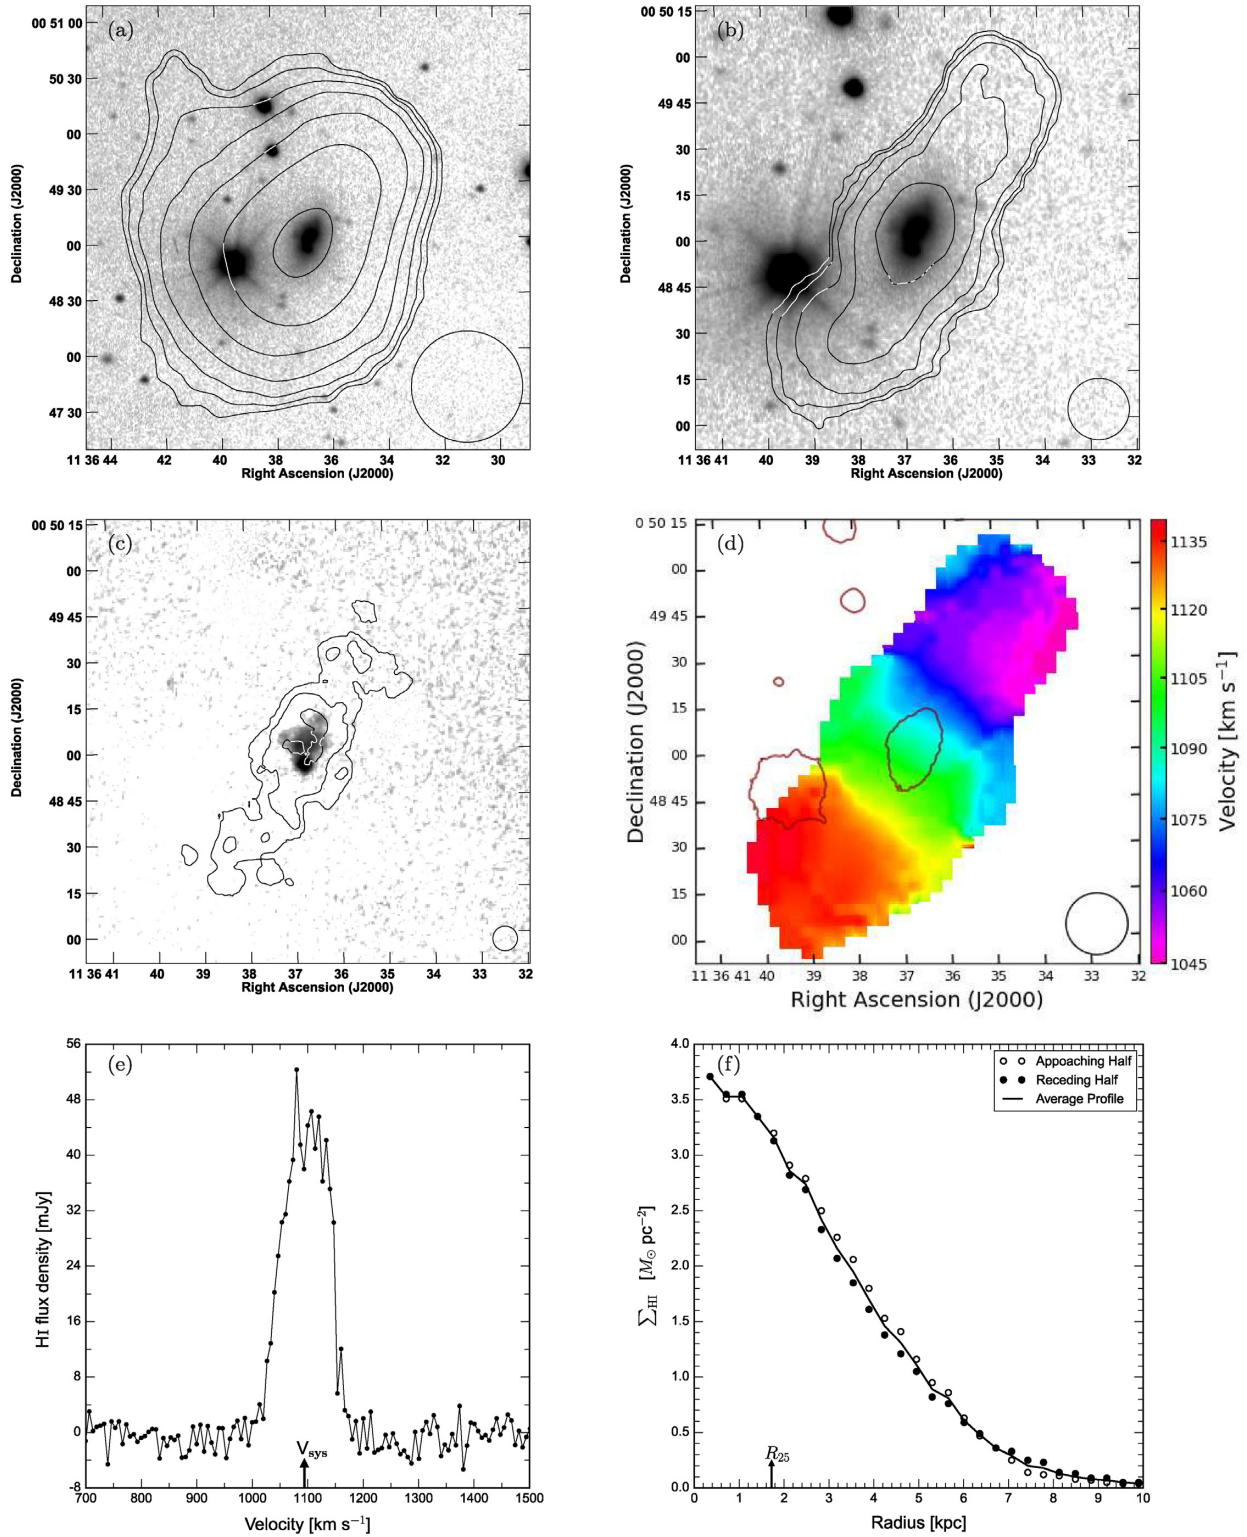 (a)
00 51 00
50 30
00
49 30
00
48 30
00
47 30
Declination (J2000)
11 36 44 42 40 38 36 34 32 30
Right Ascension (J2000)
(b)
00 50 15
00
49 45
30
15
00
48 45
30
15
00
Declination (J2000)
11 36 41 40 39 38 37 36 35 34 33 32
Right Ascension (J2000)
(c)
00 50 15
00
49 45
30
15
00
48 45
30
15
00
Declination (J2000)
11 36 41 40 39 38 37 36 35 34 33 32
Right Ascension (J2000)
(d)
0 50 15
00
49 45
30
15
00
48 45
30
15
00
Declination (J2000)
11 36 41 40 39 38 37 36 35 34 33 32
Right Ascension (J2000)
1135
1120
1105
1090
1075
1060
1045
Velocity [km s⁻¹]
(e)
56
48
40
32
24
16
8
0
-8
HI flux density [mJy]
Vsys
700 800 900 1000 1100 1200 1300 1400 1500
Velocity [km s⁻¹]
(f)
Appoaching Half
Receding Half
Average Profile
4.0
3.5
3.0
2.5
2.0
1.5
1.0
0.5
0.0
ΣHI [M⊙ pc⁻²]
R25
0 1 2 3 4 5 6 7 8 9 10
Radius [kpc]